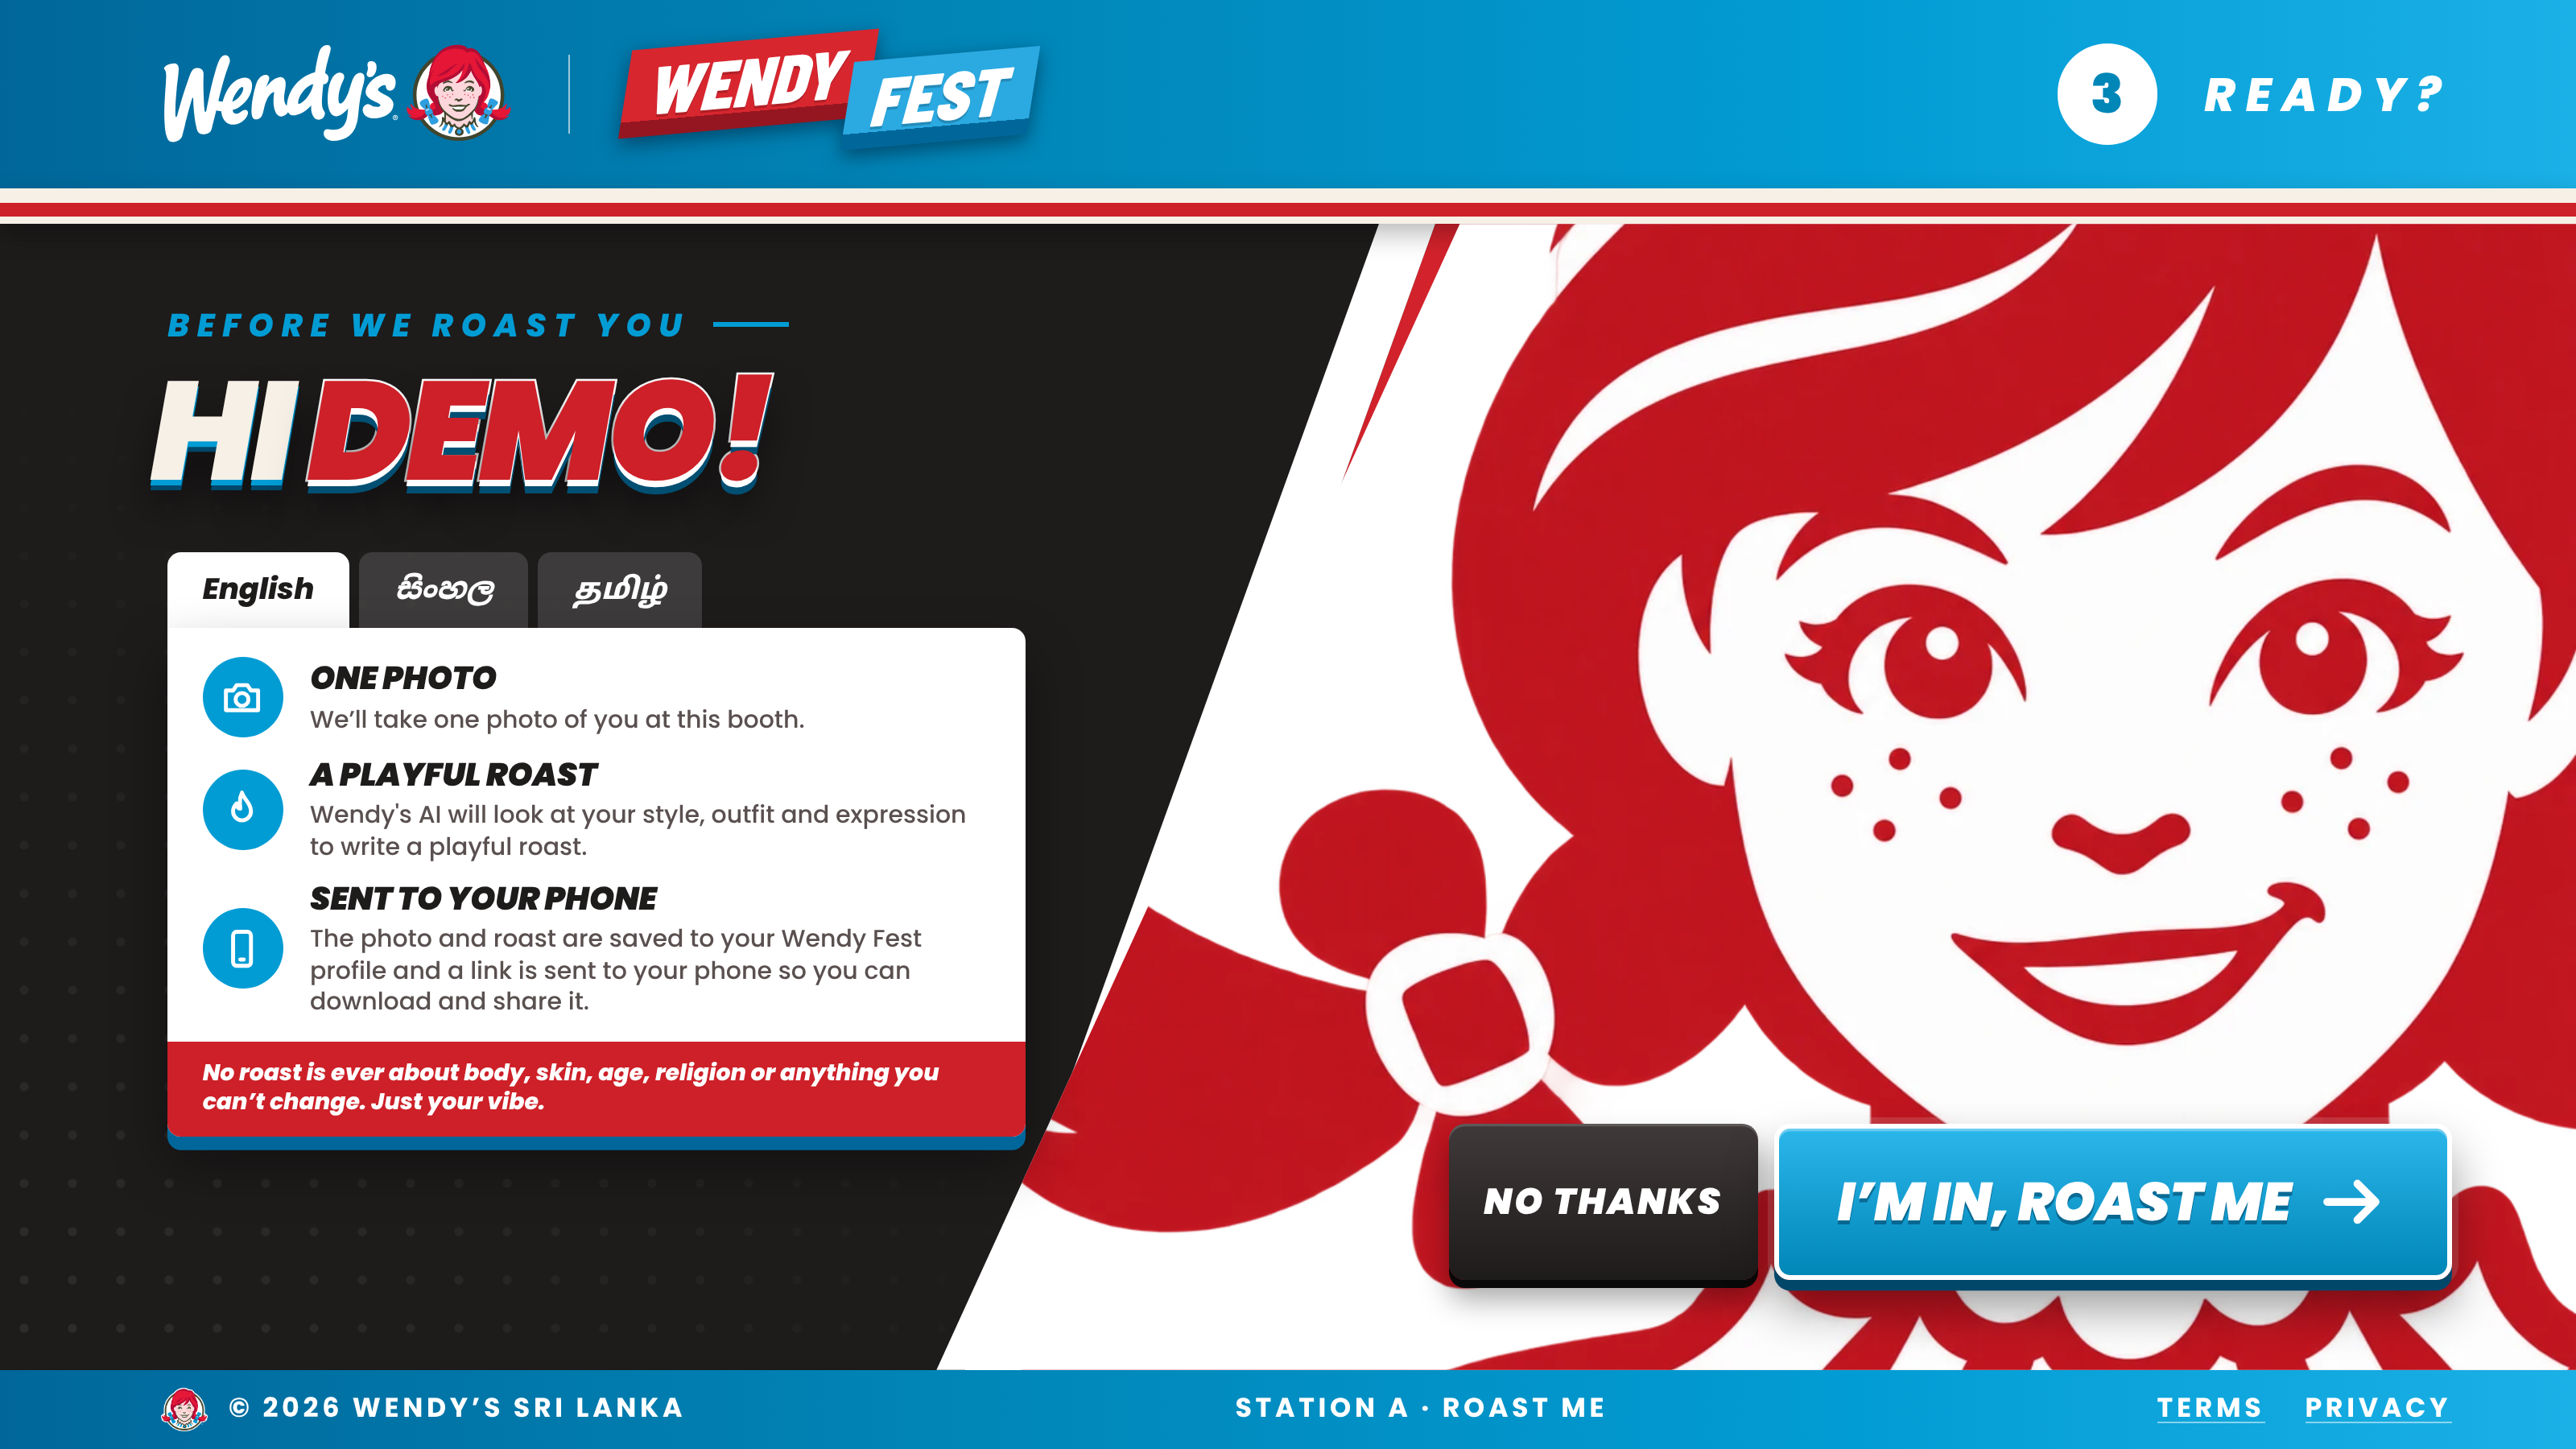 Wendy's
WENDY
FEST
3 READY?
BEFORE WE ROAST YOU
HI DEMO!
English
සිංහල
தமிழ்
ONE PHOTO
We’ll take one photo of you at this booth.
A PLAYFUL ROAST
Wendy's AI will look at your style, outfit and expression
to write a playful roast.
SENT TO YOUR PHONE
The photo and roast are saved to your Wendy Fest
profile and a link is sent to your phone so you can
download and share it.
No roast is ever about body, skin, age, religion or anything you
can’t change. Just your vibe.
NO THANKS
I’M IN, ROAST ME →
© 2026 WENDY’S SRI LANKA
STATION A · ROAST ME
TERMS
PRIVACY